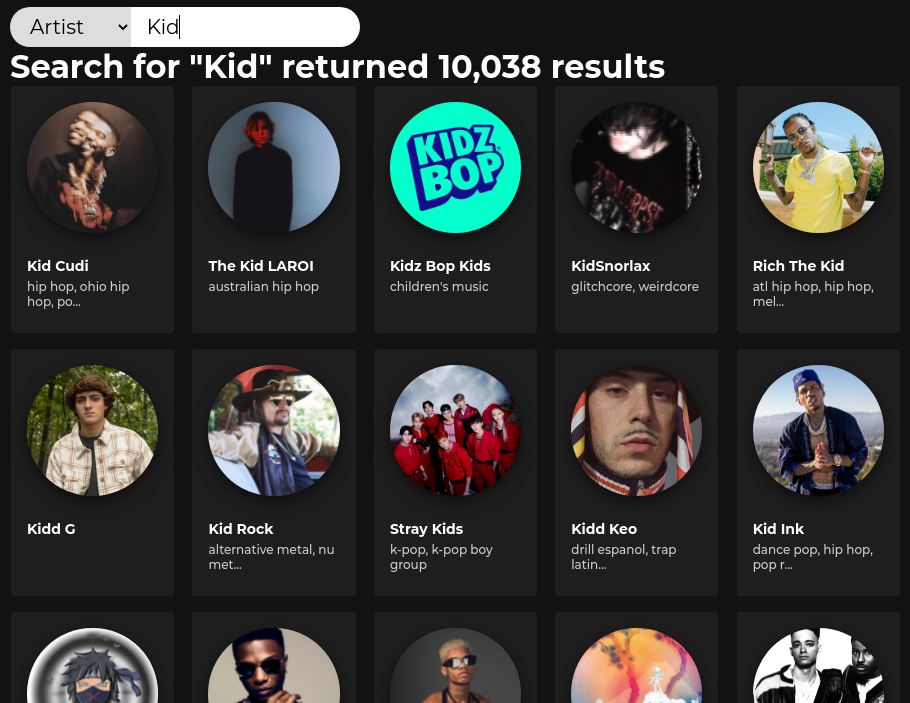 Artist Kid
Search for "Kid" returned 10,038 results
KIDZ
BOP
Kid Cudi
hip hop, ohio hip
hop, po...
The Kid LAROI
australian hip hop
Kidz Bop Kids
children's music
KidSnorlax
glitchcore, weirdcore
Rich The Kid
atl hip hop, hip hop,
mel...
Kidd G
Kid Rock
alternative metal, nu
met...
Stray Kids
k-pop, k-pop boy
group
Kidd Keo
drill espanol, trap
latin...
Kid Ink
dance pop, hip hop,
pop r...